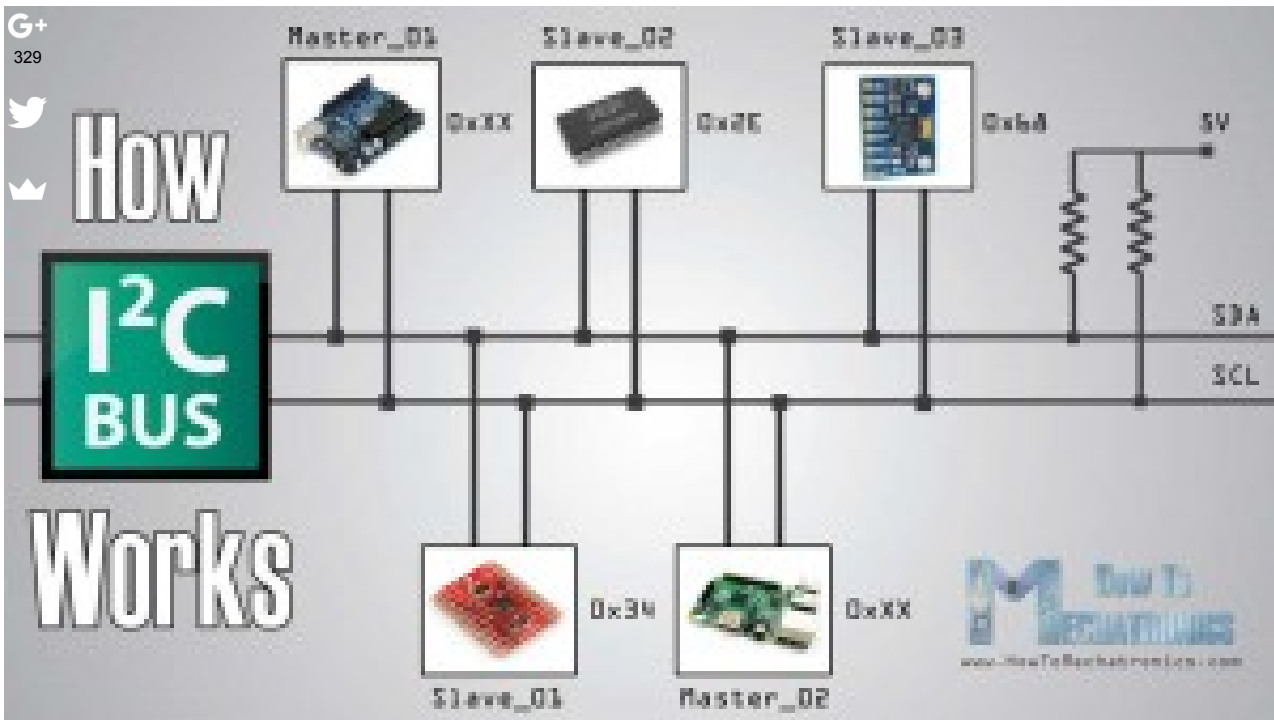 G+
329
Master_01
Slave_02
Slave_03
0xXX
0x2E
0x68
5V
How
I²C
BUS
SDA
SCL
Works
0x34
0xXX
Slave_01
Master_02
How To
MECHATRONICS
www.HowToMechatronics.com